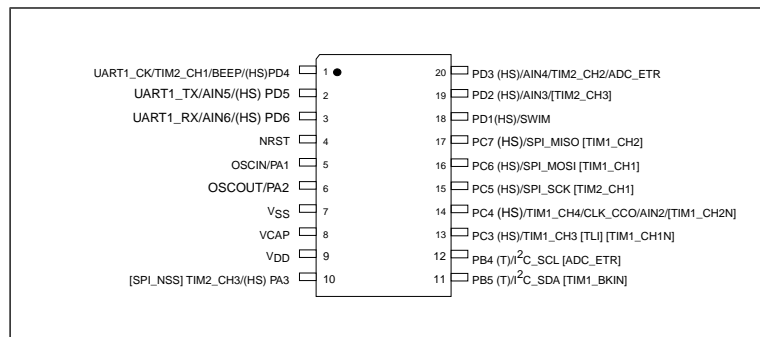 UART1_CK/TIM2_CH1/BEEP/(HS)PD4 1 20 PD3 (HS)/AIN4/TIM2_CH2/ADC_ETR
UART1_TX/AIN5/(HS) PD5 2 19 PD2 (HS)/AIN3/[TIM2_CH3]
UART1_RX/AIN6/(HS) PD6 3 18 PD1(HS)/SWIM
NRST 4 17 PC7 (HS)/SPI_MISO [TIM1_CH2]
OSCIN/PA1 5 16 PC6 (HS)/SPI_MOSI [TIM1_CH1]
OSCOUT/PA2 6 15 PC5 (HS)/SPI_SCK [TIM2_CH1]
VSS 7 14 PC4 (HS)/TIM1_CH4/CLK_CCO/AIN2/[TIM1_CH2N]
VCAP 8 13 PC3 (HS)/TIM1_CH3 [TLI] [TIM1_CH1N]
VDD 9 12 PB4 (T)/I2C_SCL [ADC_ETR]
[SPI_NSS] TIM2_CH3/(HS) PA3 10 11 PB5 (T)/I2C_SDA [TIM1_BKIN]